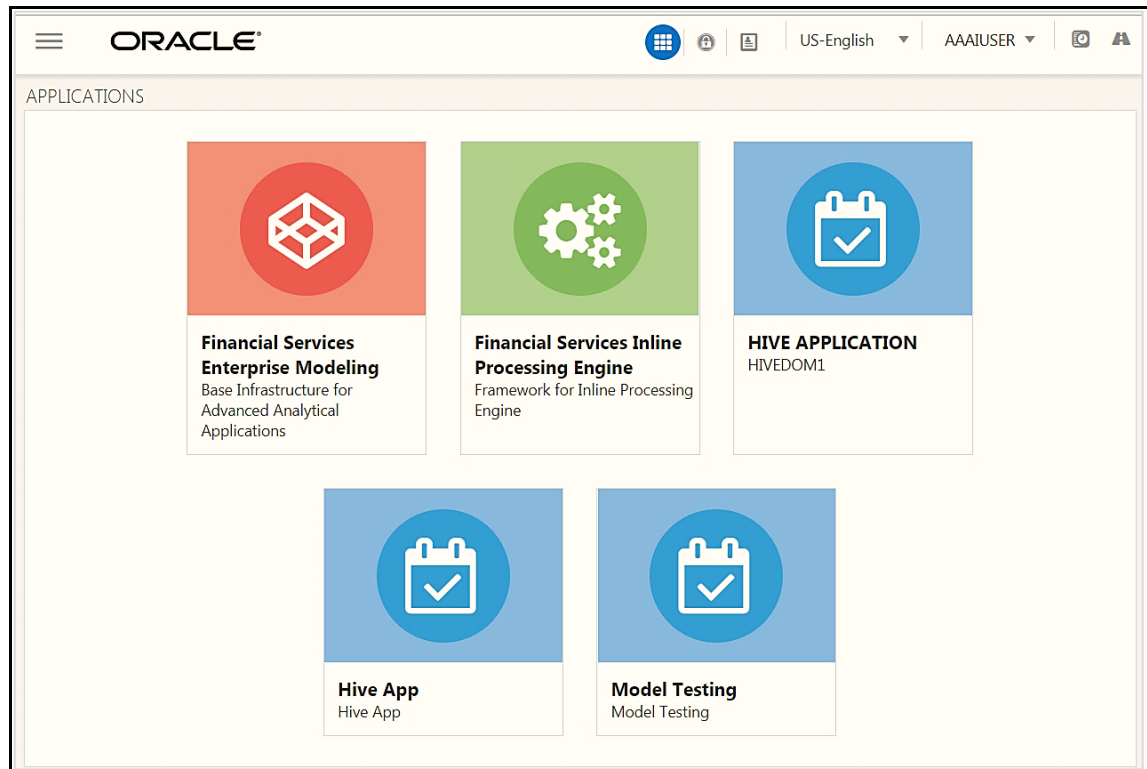 ORACLE®
US-English
AAAIUSER
APPLICATIONS
Financial Services
Enterprise Modeling
Base Infrastructure for
Advanced Analytical
Applications
Financial Services Inline
Processing Engine
Framework for Inline Processing
Engine
HIVE APPLICATION
HIVEDOM1
Hive App
Hive App
Model Testing
Model Testing